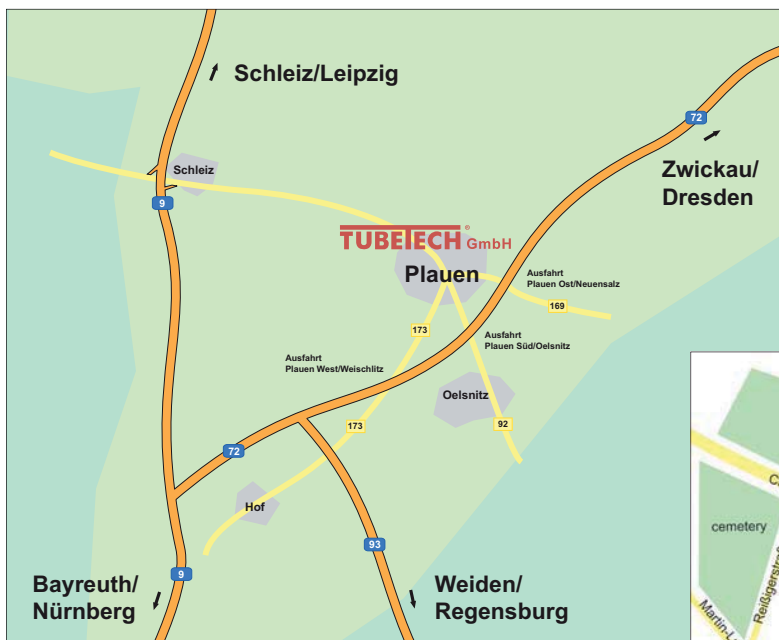 Schleiz/Leipzig
72
Schleiz
Zwickau/
Dresden
9
TUBETECH® GmbH
Plauen
Ausfahrt
Plauen Ost/Neuensalz
169
173
Ausfahrt
Plauen Süd/Oelsnitz
Ausfahrt
Plauen West/Weischlitz
Oelsnitz
173
92
72
Hof
cemetery
93
9
Bayreuth/
Nürnberg
Weiden/
Regensburg